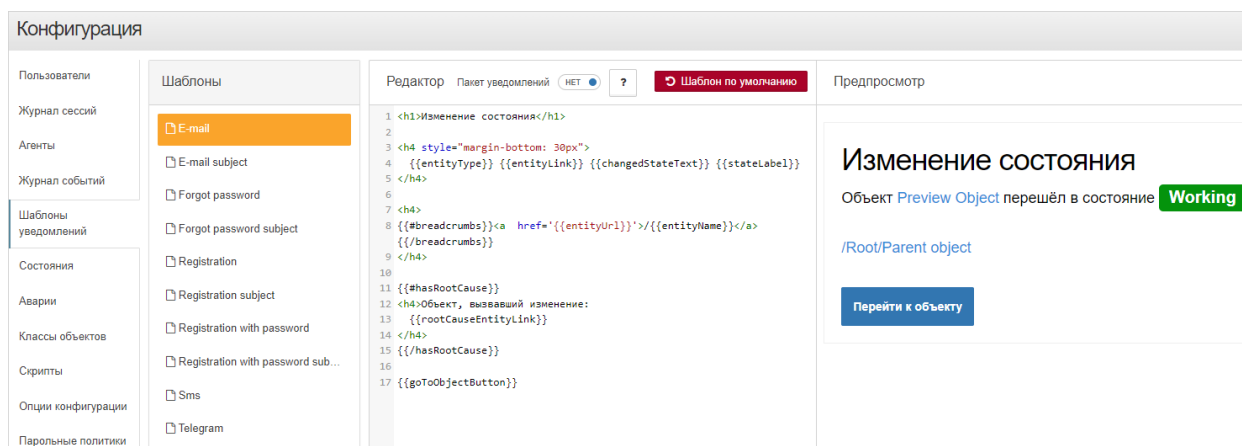 Конфигурация
Пользователи
Журнал сессий
Агенты
Журнал событий
Шаблоны
уведомлений
Состояния
Аварии
Классы объектов
Скрипты
Опции конфигурации
Парольные политики
Шаблоны
E-mail
E-mail subject
Forgot password
Forgot password subject
Registration
Registration subject
Registration with password
Registration with password sub...
Sms
Telegram
Редактор Пакет уведомлений НЕТ ? Шаблон по умолчанию
1 <h1>Изменение состояния</h1>
2
3 <h4 style="margin-bottom: 30px">
4 {{entityType}} {{entityLink}} {{changedStateText}} {{stateLabel}}
5 </h4>
6
7 <h4>
8 {{#breadcrumbs}}<a href='{{entityUrl}}'>/{{entityName}}</a>
{{/breadcrumbs}}
9 </h4>
10
11 {{#hasRootCause}}
12 <h4>Объект, вызвавший изменение:
13 {{rootCauseEntityLink}}
14 </h4>
15 {{/hasRootCause}}
16
17 {{goToObjectButton}}
Предпросмотр
Изменение состояния
Объект Preview Object перешёл в состояние Working
/Root/Parent object
Перейти к объекту